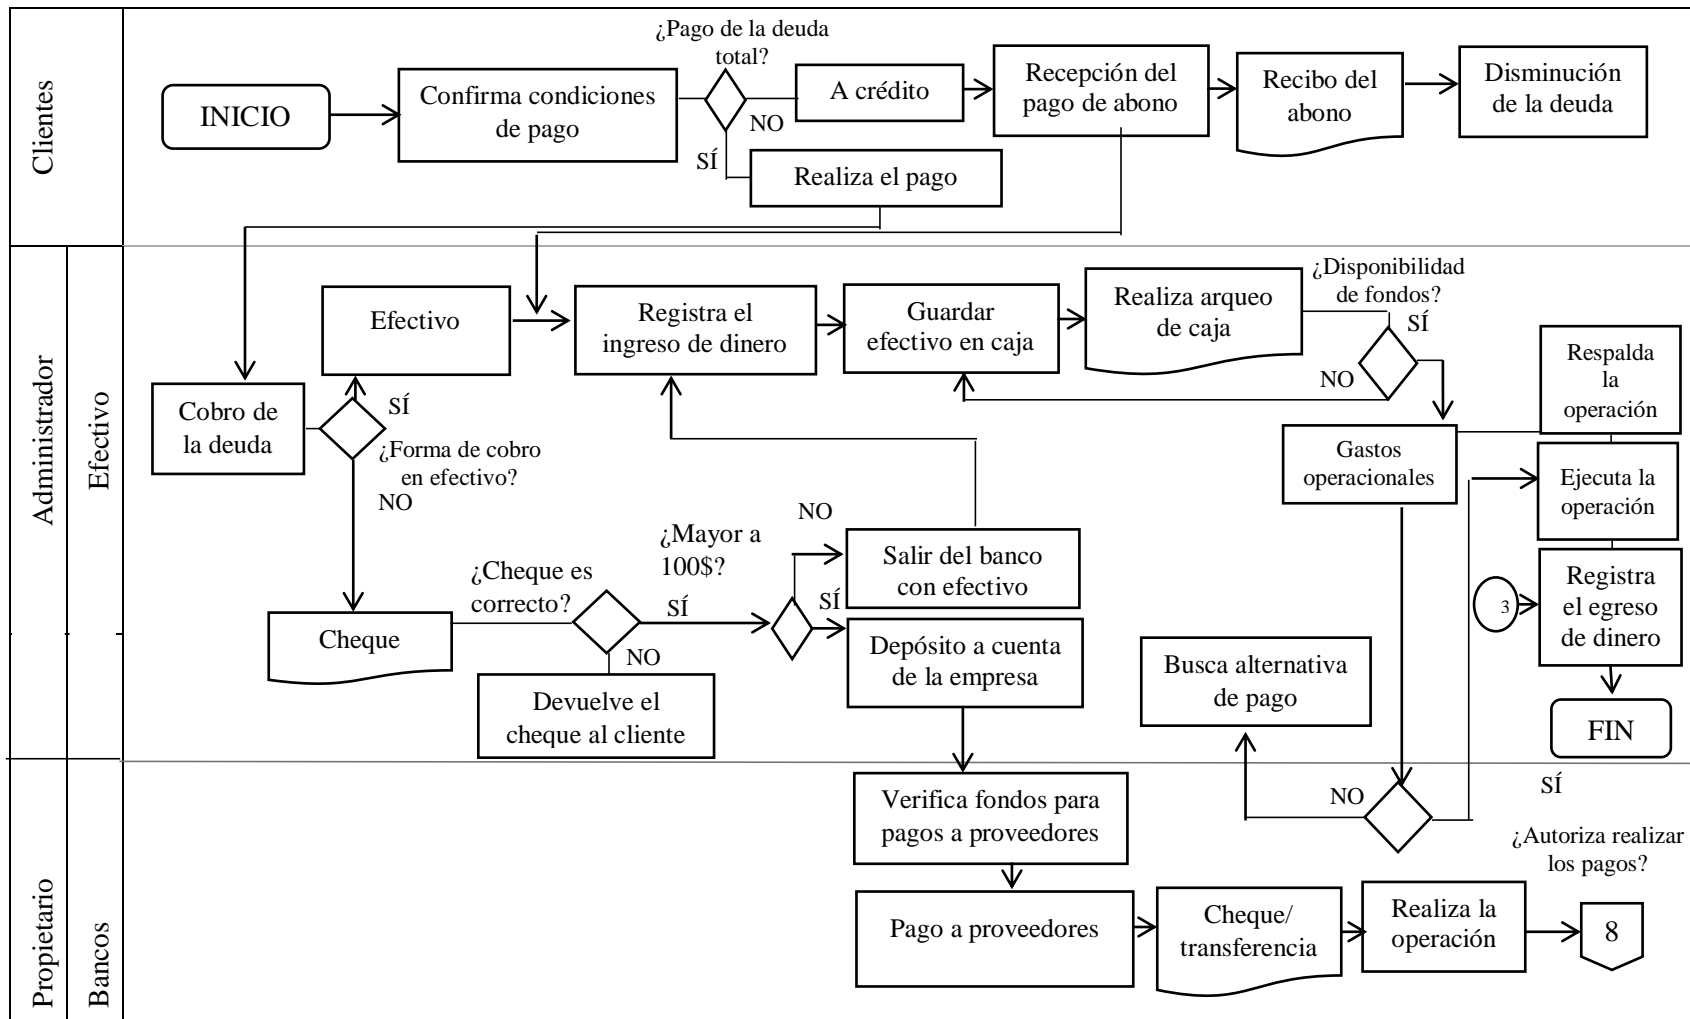 Clientes
¿Pago de la deuda
total?
INICIO
Confirma condiciones
de pago
NO
SÍ
A crédito
Recepción del
pago de abono
Recibo del
abono
Disminución
de la deuda
Realiza el pago
Administrador
Efectivo
Efectivo
Registra el
ingreso de dinero
Guardar
efectivo en caja
Realiza arqueo
de caja
¿Disponibilidad
de fondos?
SÍ
NO
Respalda
la
operación
Cobro de
la deuda
SÍ
¿Forma de cobro
en efectivo?
NO
Gastos
operacionales
Ejecuta la
operación
¿Mayor a
100$?
NO
Salir del banco
con efectivo
¿Cheque es
correcto?
SÍ
SÍ
Cheque
NO
Devuelve el
cheque al cliente
Depósito a cuenta
de la empresa
3
Registra
el egreso
de dinero
Busca alternativa
de pago
FIN
Propietario
Bancos
Verifica fondos para
pagos a proveedores
NO
SÍ
¿Autoriza realizar
los pagos?
Pago a proveedores
Cheque/
transferencia
Realiza la
operación
8